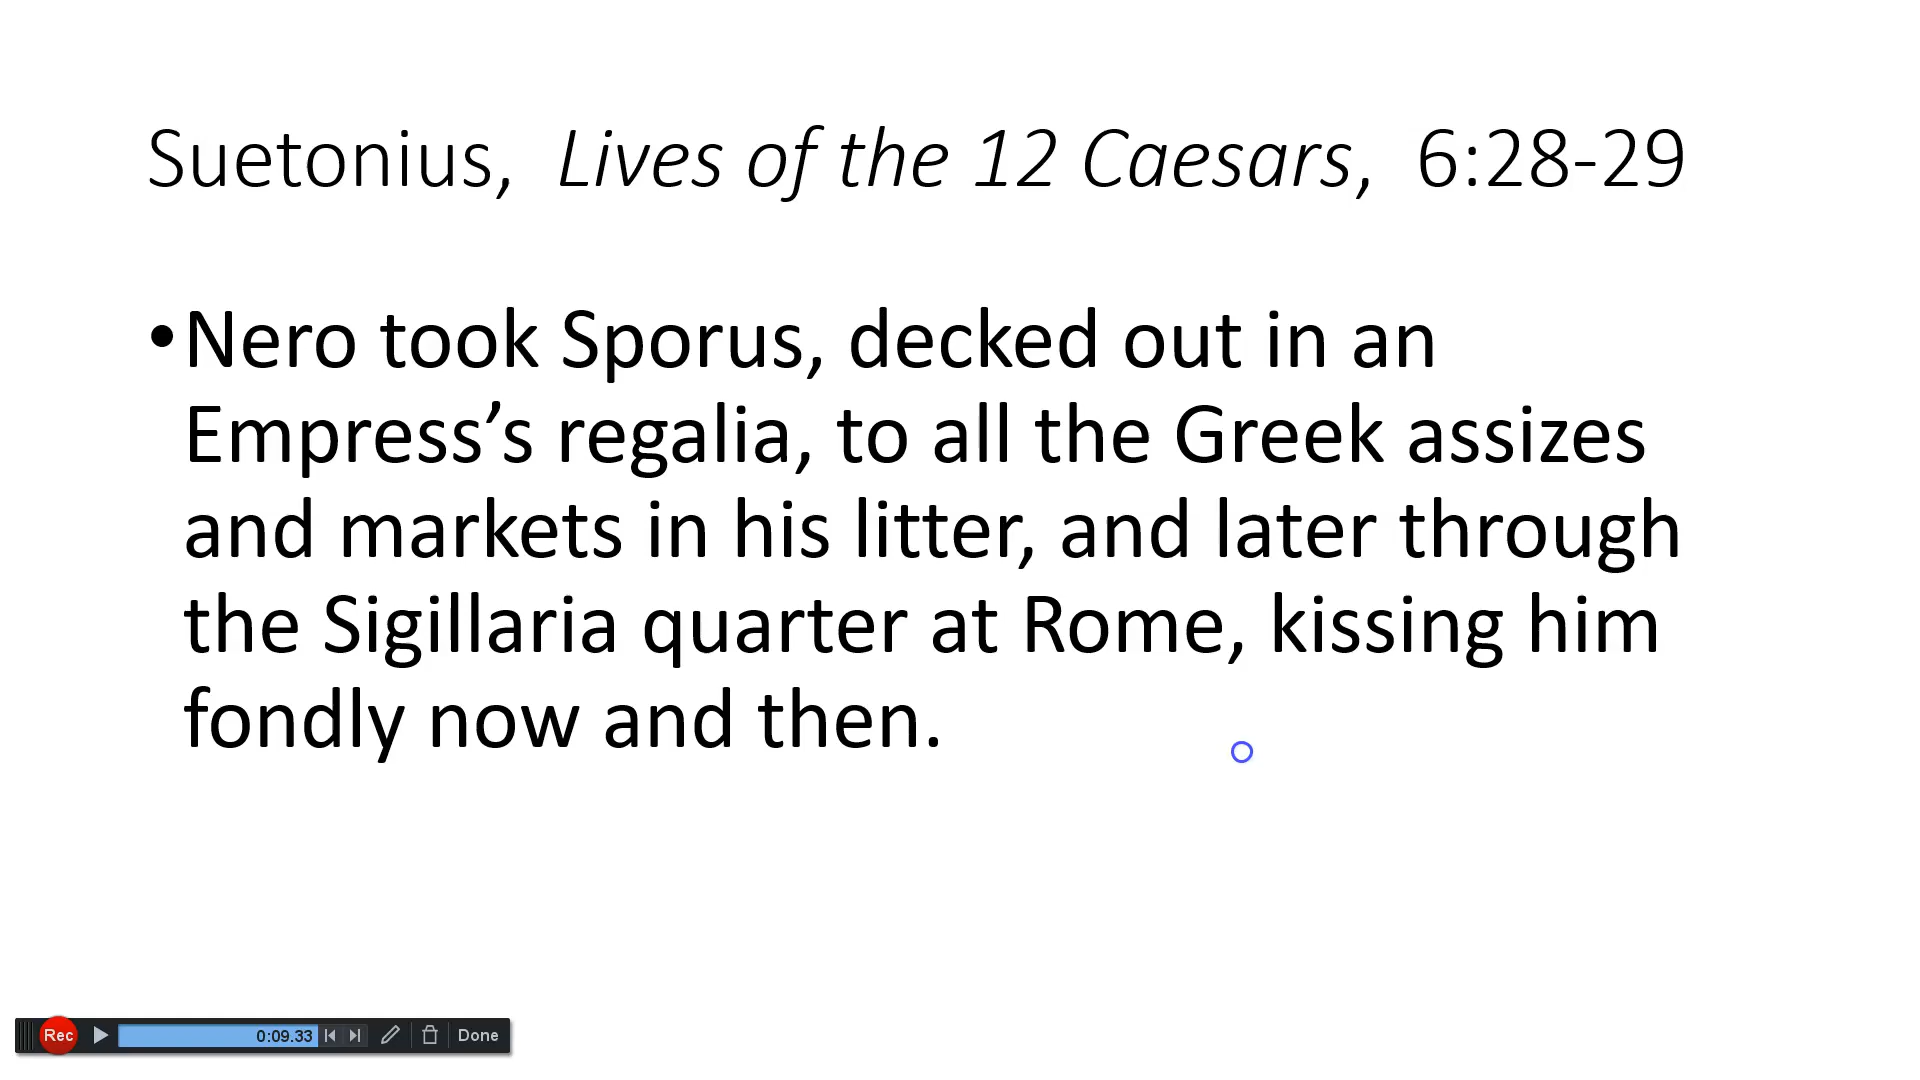 Suetonius, Lives of the 12 Caesars, 6:28-29
•Nero took Sporus, decked out in an
Empress’s regalia, to all the Greek assizes
and markets in his litter, and later through
the Sigillaria quarter at Rome, kissing him
fondly now and then.
Rec 0:09.33 Done